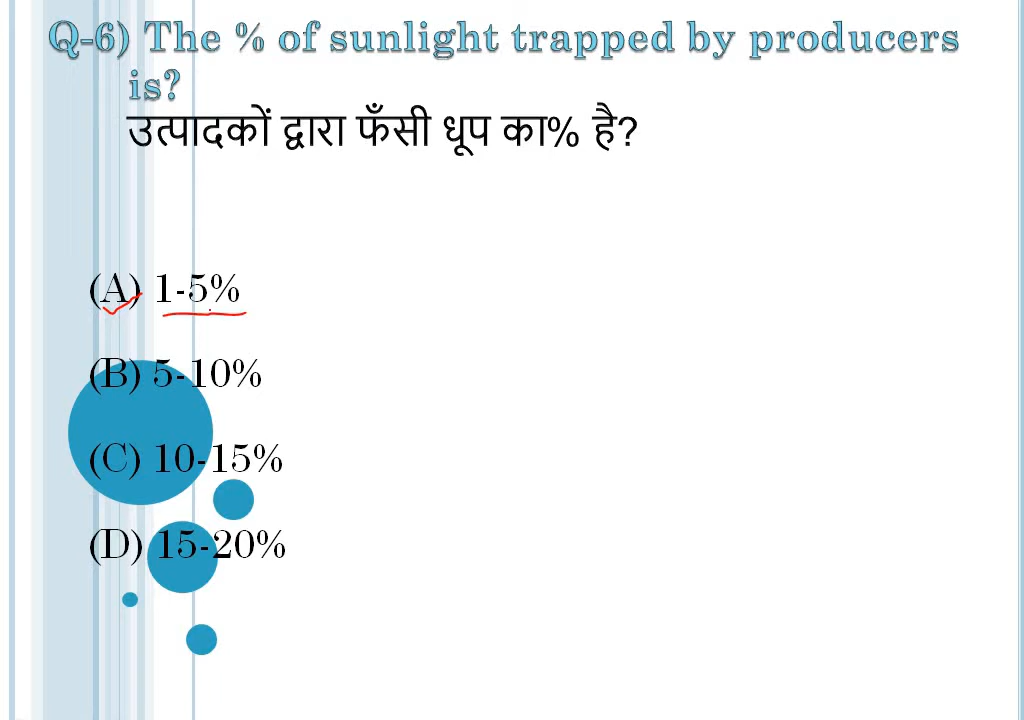 Q-6) The % of sunlight trapped by producers
is?
उत्पादकों द्वारा फँसी धूप का% है?
(A) 1-5%
(B) 5-10%
(C) 10-15%
(D) 15-20%